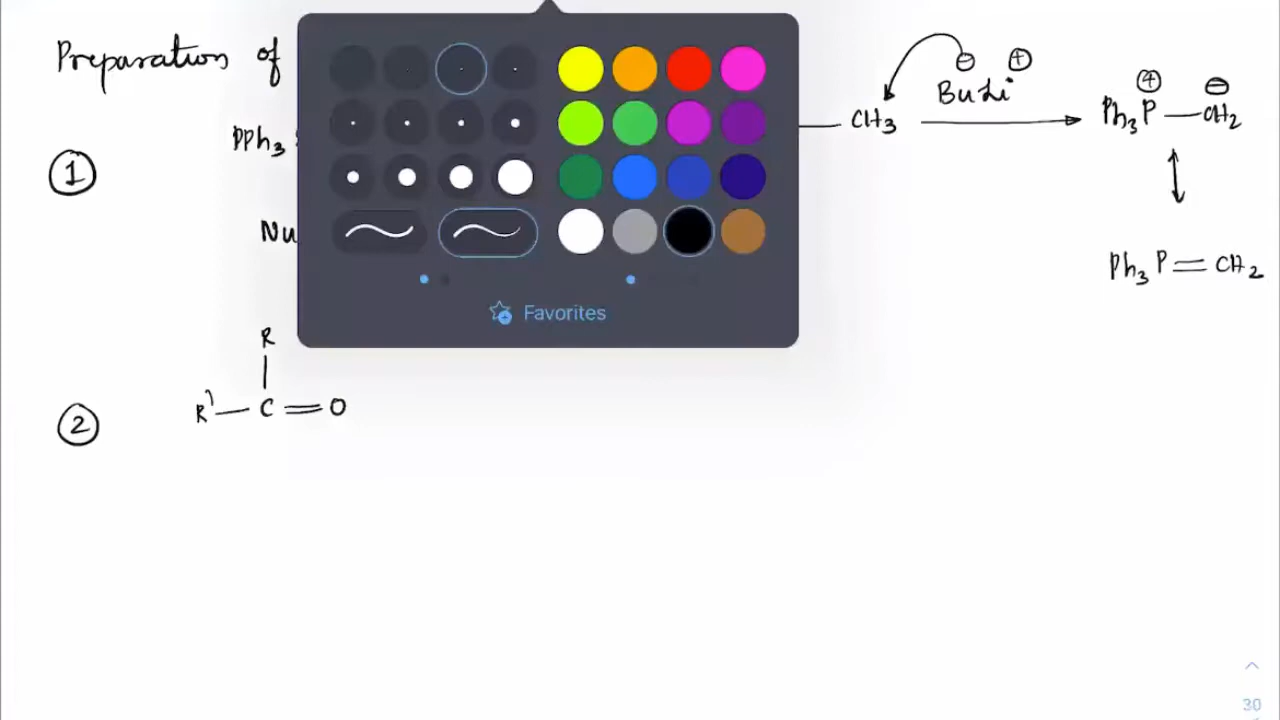 Preparation of
① PPh₃ : CH₃ ⊖ ⊕ BuLi Ph₃P⊕—CH₂⊖
Nu
Ph₃P=CH₂
R
② R'—C=O
Favorites
30